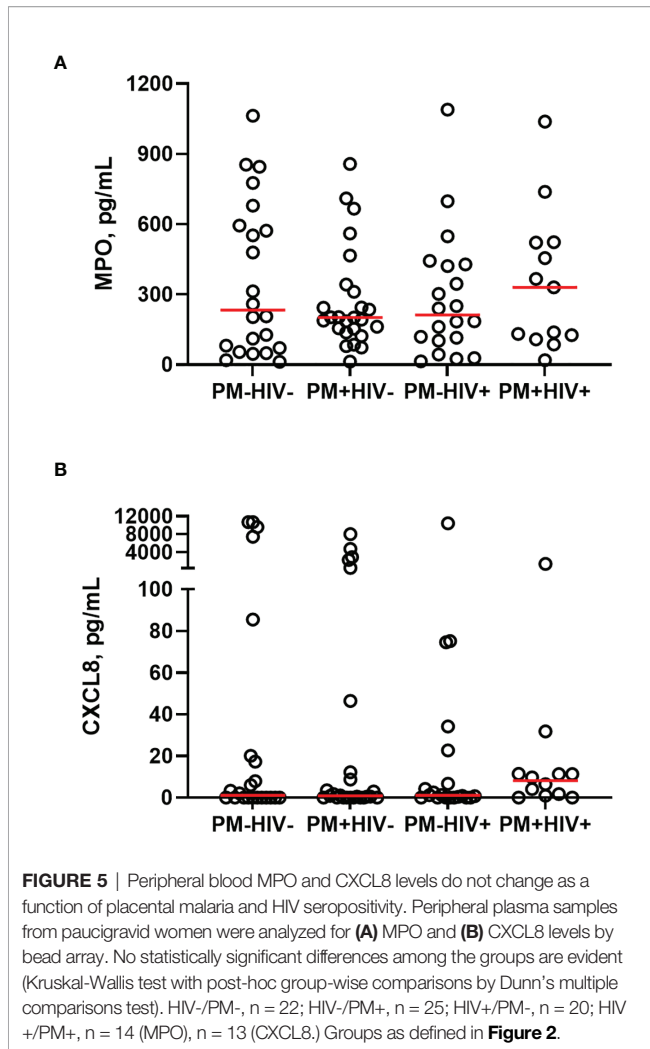 A
1200
900
600
300
0
MPO, pg/mL
PM-HIV- PM+HIV- PM-HIV+ PM+HIV+
B
12000
8000
4000
100
80
60
40
20
0
CXCL8, pg/mL
PM-HIV- PM+HIV- PM-HIV+ PM+HIV+
FIGURE 5 | Peripheral blood MPO and CXCL8 levels do not change as a
function of placental malaria and HIV seropositivity. Peripheral plasma samples
from paucigravid women were analyzed for (A) MPO and (B) CXCL8 levels by
bead array. No statistically significant differences among the groups are evident
(Kruskal-Wallis test with post-hoc group-wise comparisons by Dunn's multiple
comparisons test). HIV-/PM-, n = 22; HIV-/PM+, n = 25; HIV+/PM-, n = 20; HIV
+/PM+, n = 14 (MPO), n = 13 (CXCL8.) Groups as defined in Figure 2.